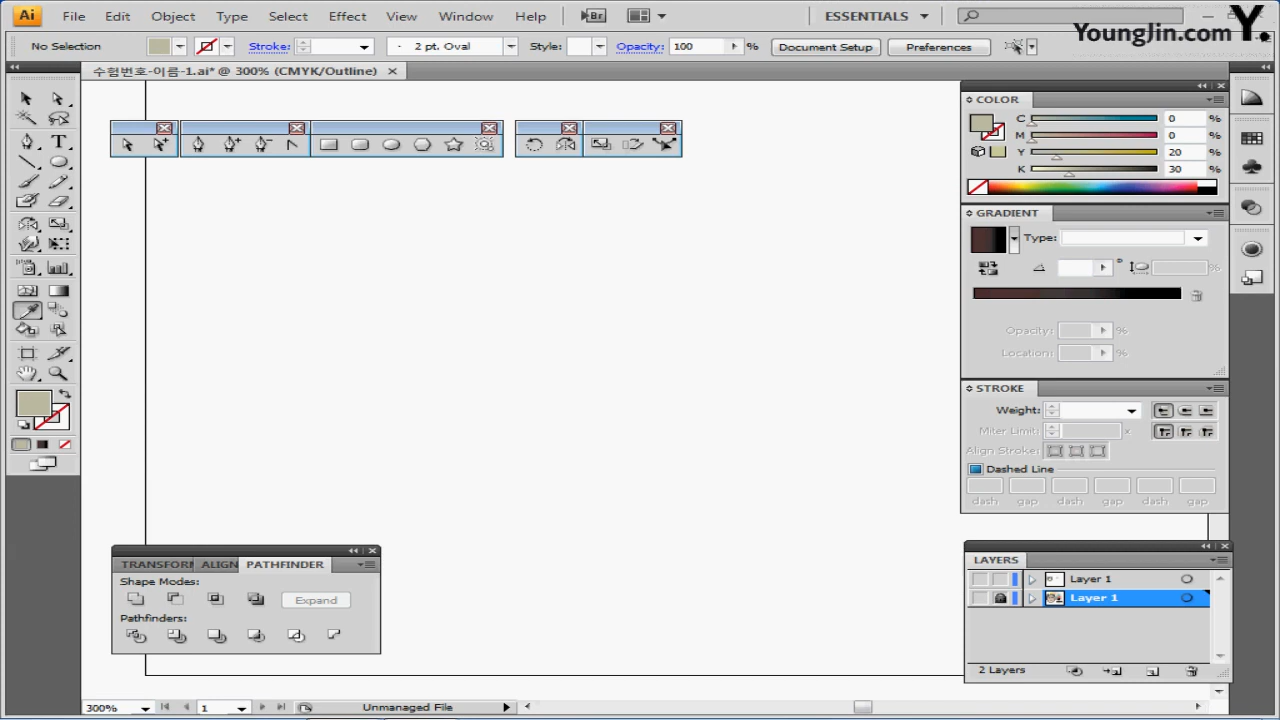 Ai File Edit Object Type Select Effect View Window Help Br ESSENTIALS
YoungJin.com Y.
No Selection Stroke: 2 pt. Oval Style: Opacity: 100 % Document Setup Preferences
수험번호-이름-1.ai* @ 300% (CMYK/Outline)
COLOR
C 0 %
M 0 %
Y 20 %
K 30 %
GRADIENT
Type:
°
%
Opacity: %
Location: %
STROKE
Weight:
Miter Limit: x
Align Stroke:
Dashed Line
dash gap dash gap dash gap
TRANSFORM ALIGN PATHFINDER
Shape Modes:
Expand
Pathfinders:
LAYERS
Layer 1
Layer 1
2 Layers
300% 1 Unmanaged File